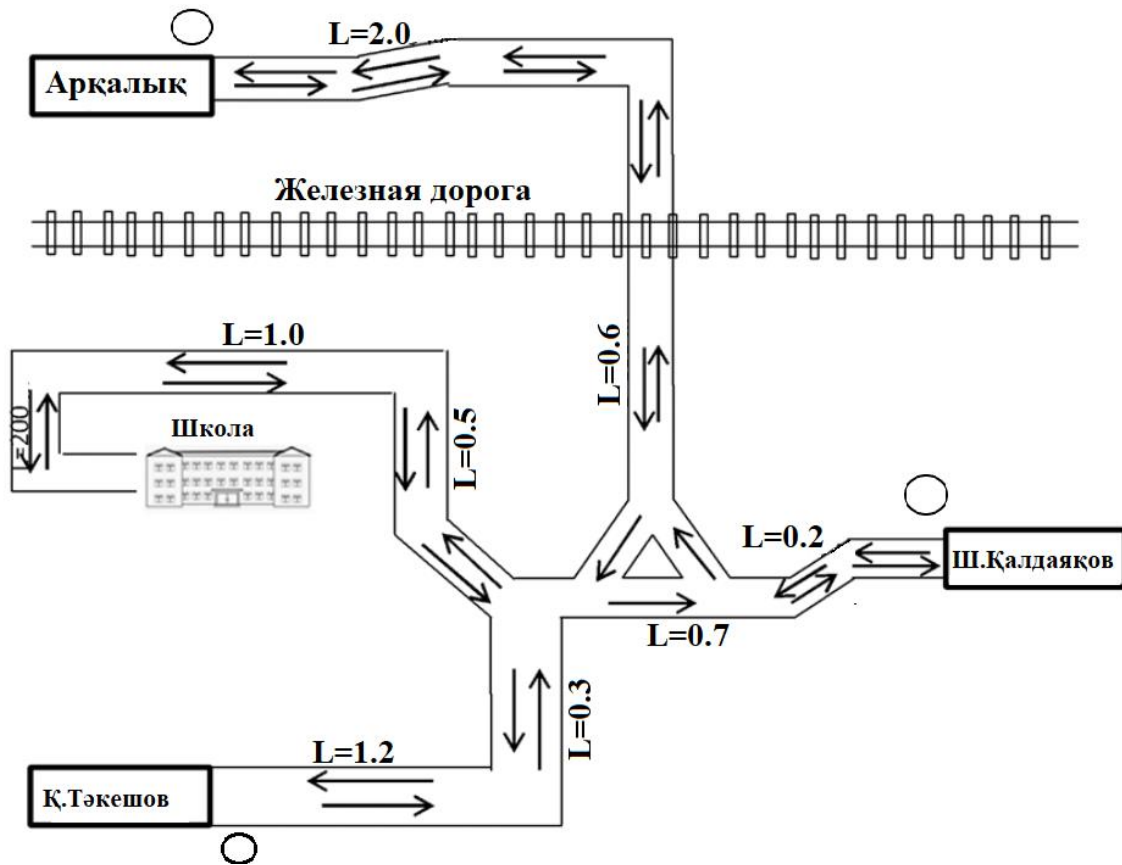 L=2.0
Арқалық
Железная дорога
L=1.0
L=0.6
=200
Школа
L=0.5
L=0.2
Ш.Қалдаяқов
L=0.7
L=0.3
L=1.2
Қ.Тәкешов